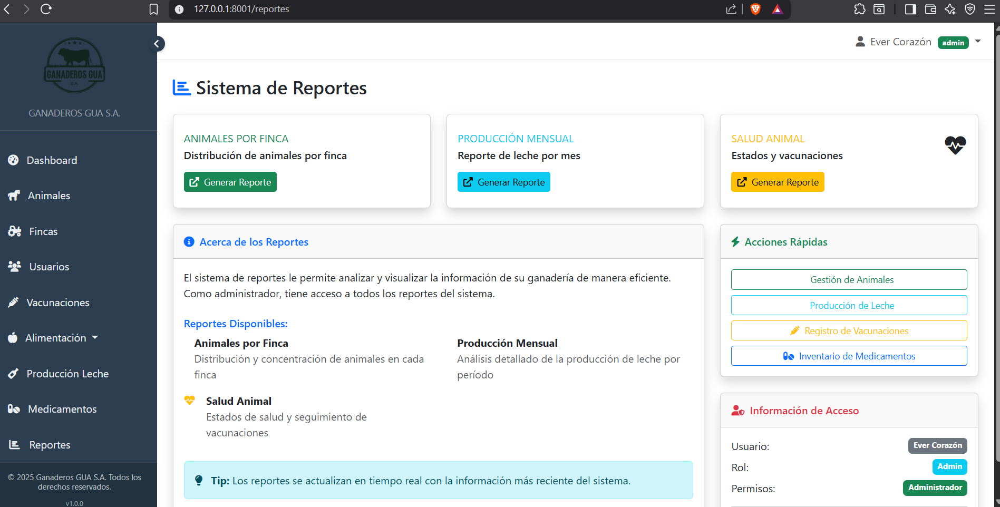 127.0.0.1:8001/reportes
GANADEROS GUA
S.A.
GANADEROS GUA S.A.
Dashboard
Animales
Fincas
Usuarios
Vacunaciones
Alimentación
Producción Leche
Medicamentos
Reportes
© 2025 Ganaderos GUA S.A. Todos los
derechos reservados.
v1.0.0
Ever Corazón admin
Sistema de Reportes
ANIMALES POR FINCA
Distribución de animales por finca
Generar Reporte
PRODUCCIÓN MENSUAL
Reporte de leche por mes
Generar Reporte
SALUD ANIMAL
Estados y vacunaciones
Generar Reporte
Acerca de los Reportes
El sistema de reportes le permite analizar y visualizar la información de su ganadería de manera eficiente.
Como administrador, tiene acceso a todos los reportes del sistema.
Reportes Disponibles:
Animales por Finca
Distribución y concentración de animales en cada
finca
Producción Mensual
Análisis detallado de la producción de leche por
período
Salud Animal
Estados de salud y seguimiento de
vacunaciones
Tip: Los reportes se actualizan en tiempo real con la información más reciente del sistema.
Acciones Rápidas
Gestión de Animales
Producción de Leche
Registro de Vacunaciones
Inventario de Medicamentos
Información de Acceso
Usuario: Ever Corazón
Rol: Admin
Permisos: Administrador